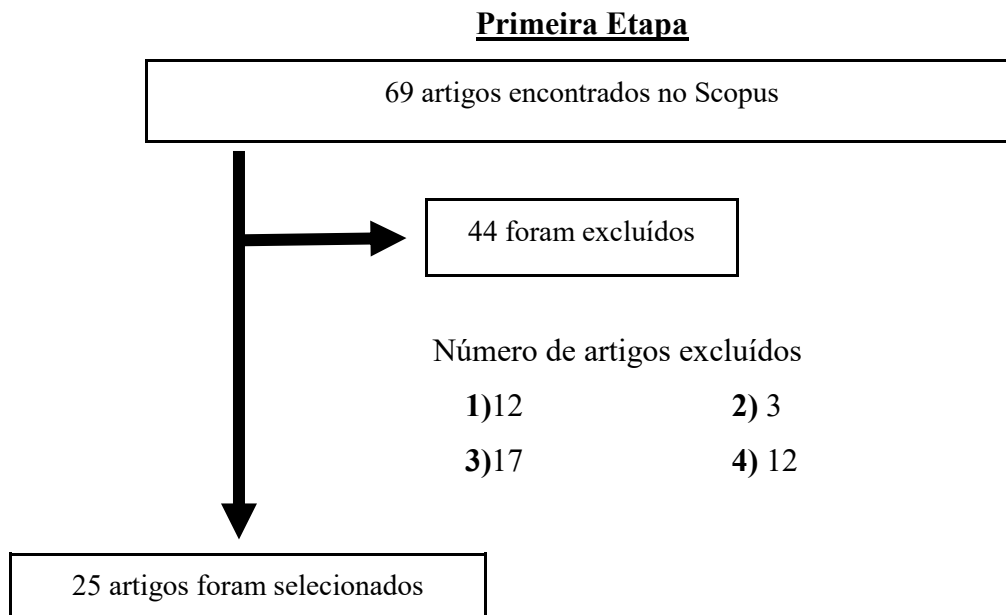 Primeira Etapa
69 artigos encontrados no Scopus
44 foram excluídos
Número de artigos excluídos
1)12 2) 3
3)17 4) 12
25 artigos foram selecionados